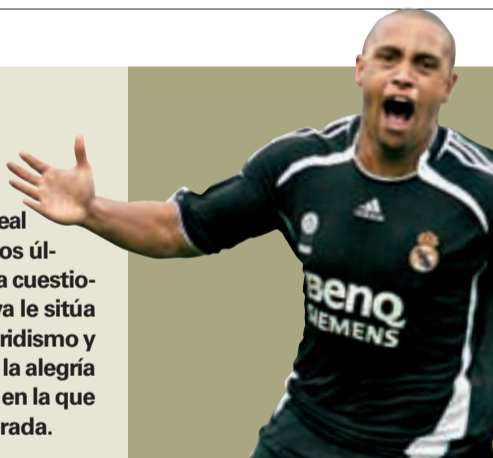 eal
os úl-
a cuestio-
va le sitúa
ridismo y
la alegría
en la que
rada.
adidas
BenQ
SIEMENS